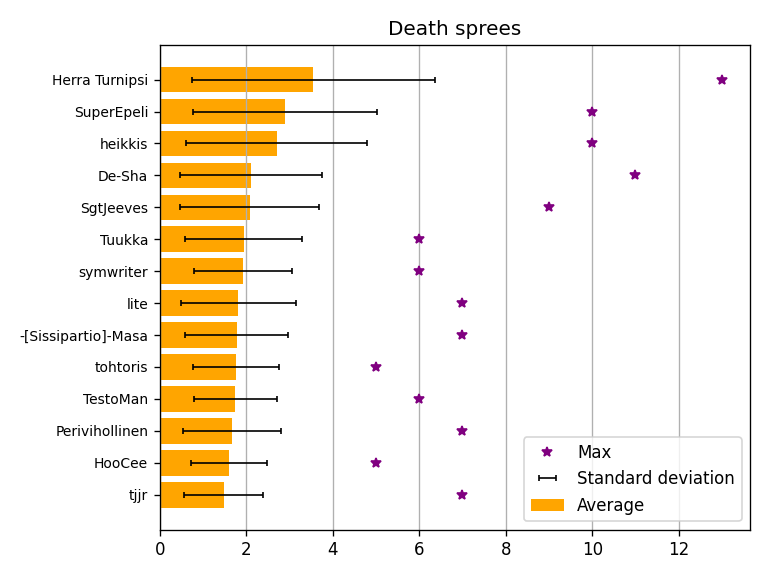 Death sprees
Herra Turnipsi
SuperEpeli
heikkis
De-Sha
SgtJeeves
Tuukka
symwriter
lite
-[Sissipartio]-Masa
tohtoris
TestoMan
Perivihollinen
HooCee
tjjr
Max
Standard deviation
Average
0 2 4 6 8 10 12